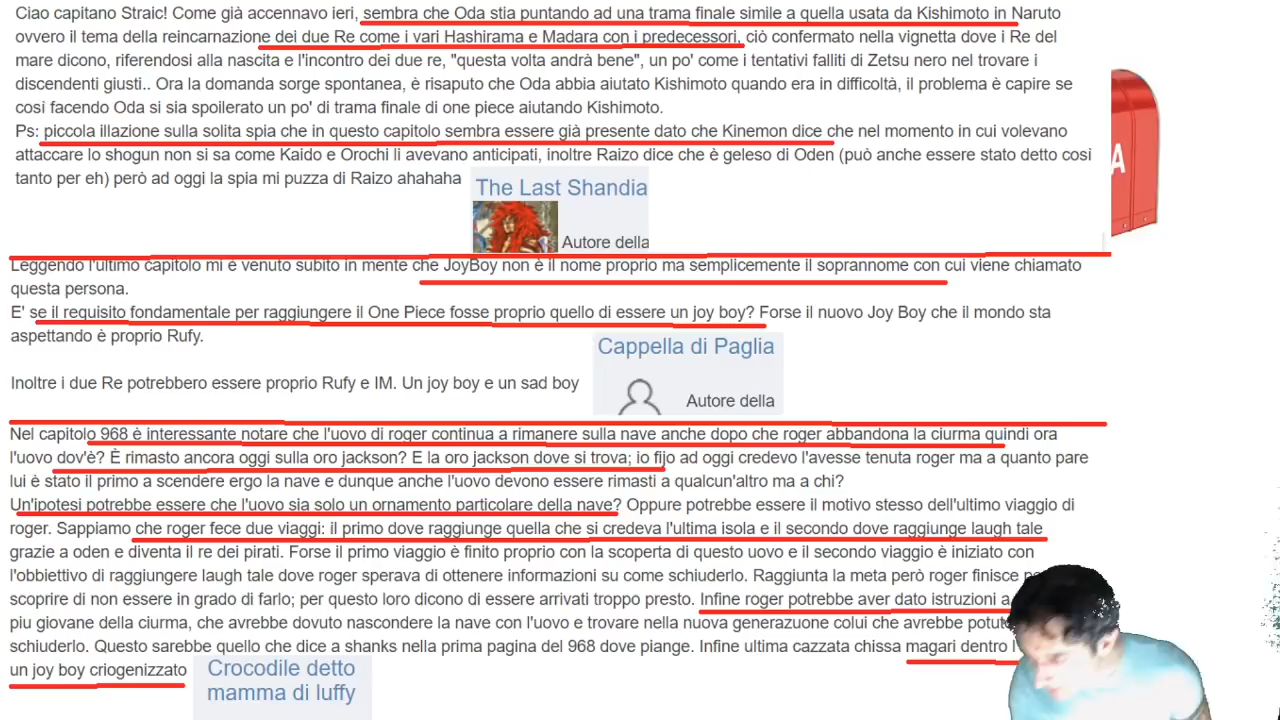 Ciao capitano Straic! Come già accennavo ieri, sembra che Oda stia puntando ad una trama finale simile a quella usata da Kishimoto in Naruto
ovvero il tema della reincarnazione dei due Re come i vari Hashirama e Madara con i predecessori, ciò confermato nella vignetta dove i Re del
mare dicono, riferendosi alla nascita e l'incontro dei due re, "questa volta andrà bene", un po' come i tentativi falliti di Zetsu nero nel trovare i
discendenti giusti.. Ora la domanda sorge spontanea, è risaputo che Oda abbia aiutato Kishimoto quando era in difficoltà, il problema è capire se
così facendo Oda si sia spoilerato un po' di trama finale di one piece aiutando Kishimoto.
Ps: piccola illazione sulla solita spia che in questo capitolo sembra essere già presente dato che Kinemon dice che nel momento in cui volevano
attaccare lo shogun non si sa come Kaido e Orochi li avevano anticipati, inoltre Raizo dice che è geleso di Oden (può anche essere stato detto così
tanto per eh) però ad oggi la spia mi puzza di Raizo ahahaha
The Last Shandia
Autore della
A
Leggendo l'ultimo capitolo mi è venuto subito in mente che JoyBoy non è il nome proprio ma semplicemente il soprannome con cui viene chiamato
questa persona.
E' se il requisito fondamentale per raggiungere il One Piece fosse proprio quello di essere un joy boy? Forse il nuovo Joy Boy che il mondo sta
aspettando è proprio Rufy.
Inoltre i due Re potrebbero essere proprio Rufy e IM. Un joy boy e un sad boy
Cappella di Paglia
Autore della
Nel capitolo 968 è interessante notare che l'uovo di roger continua a rimanere sulla nave anche dopo che roger abbandona la ciurma quindi ora
l'uovo dov'è? È rimasto ancora oggi sulla oro jackson? E la oro jackson dove si trova; io fijo ad oggi credevo l'avesse tenuta roger ma a quanto pare
lui è stato il primo a scendere ergo la nave e dunque anche l'uovo devono essere rimasti a qualcun'altro ma a chi?
Un'ipotesi potrebbe essere che l'uovo sia solo un ornamento particolare della nave? Oppure potrebbe essere il motivo stesso dell'ultimo viaggio di
roger. Sappiamo che roger fece due viaggi: il primo dove raggiunge quella che si credeva l'ultima isola e il secondo dove raggiunge laugh tale
grazie a oden e diventa il re dei pirati. Forse il primo viaggio è finito proprio con la scoperta di questo uovo e il secondo viaggio è iniziato con
l'obbiettivo di raggiungere laugh tale dove roger sperava di ottenere informazioni su come schiuderlo. Raggiunta la meta però roger finisce
scoprire di non essere in grado di farlo; per questo loro dicono di essere arrivati troppo presto. Infine roger potrebbe aver dato istruzioni a
piu giovane della ciurma, che avrebbe dovuto nascondere la nave con l'uovo e trovare nella nuova generazuone colui che avrebbe
schiuderlo. Questo sarebbe quello che dice a shanks nella prima pagina del 968 dove piange. Infine ultima cazzata chissa magari dentro
un joy boy criogenizzato
Crocodile detto
mamma di luffy